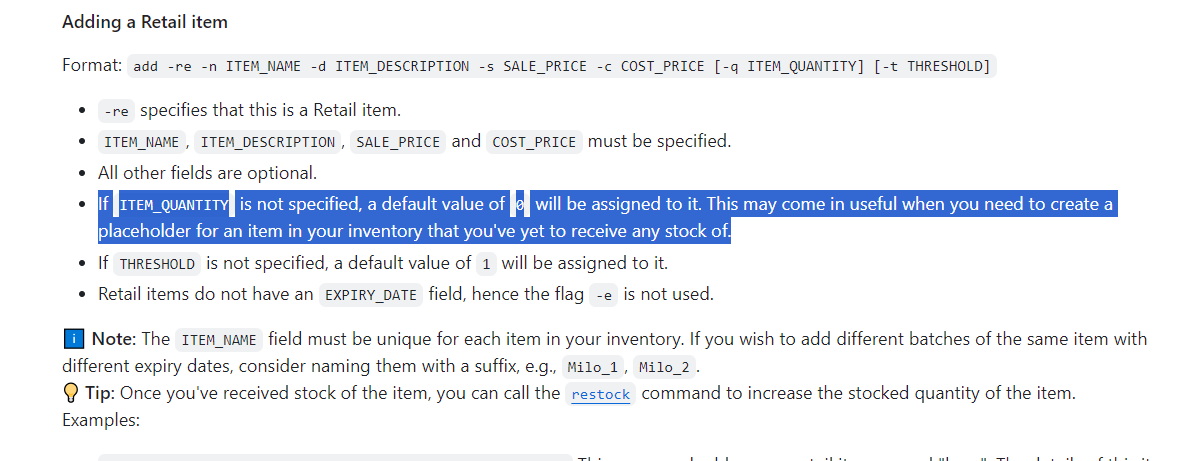 Adding a Retail item
Format: add -re -n ITEM_NAME -d ITEM_DESCRIPTION -s SALE_PRICE -c COST_PRICE [-q ITEM_QUANTITY] [-t THRESHOLD]
• -re specifies that this is a Retail item.
• ITEM_NAME, ITEM_DESCRIPTION, SALE_PRICE and COST_PRICE must be specified.
• All other fields are optional.
• If ITEM_QUANTITY is not specified, a default value of 0 will be assigned to it. This may come in useful when you need to create a
placeholder for an item in your inventory that you've yet to receive any stock of.
• If THRESHOLD is not specified, a default value of 1 will be assigned to it.
• Retail items do not have an EXPIRY_DATE field, hence the flag -e is not used.
i Note: The ITEM_NAME field must be unique for each item in your inventory. If you wish to add different batches of the same item with
different expiry dates, consider naming them with a suffix, e.g., Milo_1, Milo_2.
💡 Tip: Once you've received stock of the item, you can call the restock command to increase the stocked quantity of the item.
Examples: